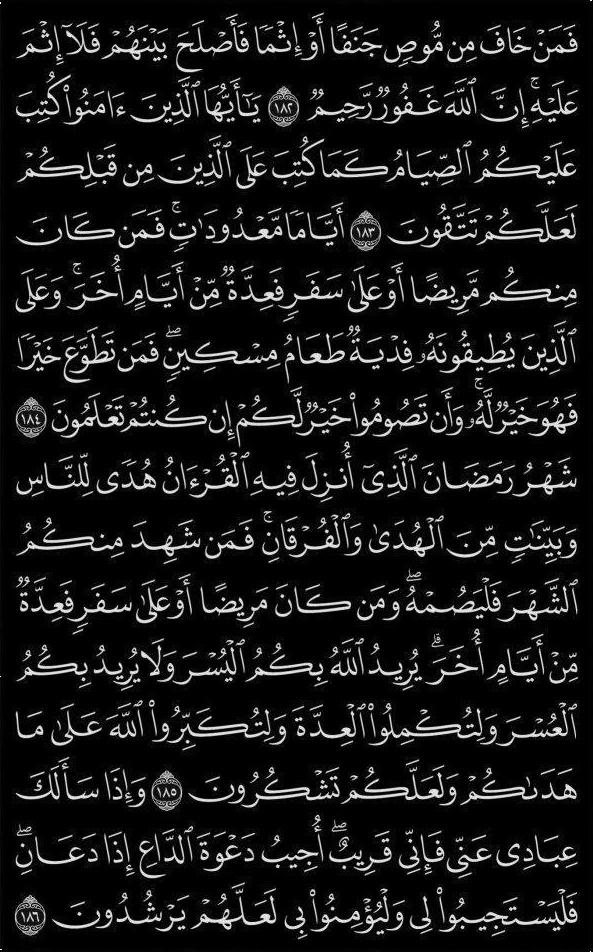 فَمَنْ خَافَ مِن مُّوصٍ جَنَفًا أَوْ إِثْمًا فَأَصْلَحَ بَيْنَهُمْ فَلَآ إِثْمَ
عَلَيْهِ ۚ إِنَّ ٱللَّهَ غَفُورٌ رَّحِيمٌ ١٨٢ يَـٰٓأَيُّهَا ٱلَّذِينَ ءَامَنُوا۟ كُتِبَ
عَلَيْكُمُ ٱلصِّيَامُ كَمَا كُتِبَ عَلَى ٱلَّذِينَ مِن قَبْلِكُمْ
لَعَلَّكُمْ تَتَّقُونَ ١٨٣ أَيَّامًا مَّعْدُودَٰتٍ ۚ فَمَن كَانَ
مِنكُم مَّرِيضًا أَوْ عَلَىٰ سَفَرٍ فَعِدَّةٌ مِّنْ أَيَّامٍ أُخَرَ ۚ وَعَلَى
ٱلَّذِينَ يُطِيقُونَهُۥ فِدْيَةٌ طَعَامُ مِسْكِينٍ ۖ فَمَن تَطَوَّعَ خَيْرًا
فَهُوَ خَيْرٌ لَّهُۥ ۚ وَأَن تَصُومُوا۟ خَيْرٌ لَّكُمْ إِن كُنتُمْ تَعْلَمُونَ ١٨٤
شَهْرُ رَمَضَانَ ٱلَّذِىٓ أُنزِلَ فِيهِ ٱلْقُرْءَانُ هُدًى لِّلنَّاسِ
وَبَيِّنَـٰتٍ مِّنَ ٱلْهُدَىٰ وَٱلْفُرْقَانِ ۚ فَمَن شَهِدَ مِنكُمُ
ٱلشَّهْرَ فَلْيَصُمْهُ ۖ وَمَن كَانَ مَرِيضًا أَوْ عَلَىٰ سَفَرٍ فَعِدَّةٌ
مِّنْ أَيَّامٍ أُخَرَ ۗ يُرِيدُ ٱللَّهُ بِكُمُ ٱلْيُسْرَ وَلَا يُرِيدُ بِكُمُ
ٱلْعُسْرَ وَلِتُكْمِلُوا۟ ٱلْعِدَّةَ وَلِتُكَبِّرُوا۟ ٱللَّهَ عَلَىٰ مَا
هَدَىٰكُمْ وَلَعَلَّكُمْ تَشْكُرُونَ ١٨٥ وَإِذَا سَأَلَكَ
عِبَادِى عَنِّى فَإِنِّى قَرِيبٌ ۖ أُجِيبُ دَعْوَةَ ٱلدَّاعِ إِذَا دَعَانِ ۖ
فَلْيَسْتَجِيبُوا۟ لِى وَلْيُؤْمِنُوا۟ بِى لَعَلَّهُمْ يَرْشُدُونَ ١٨٦